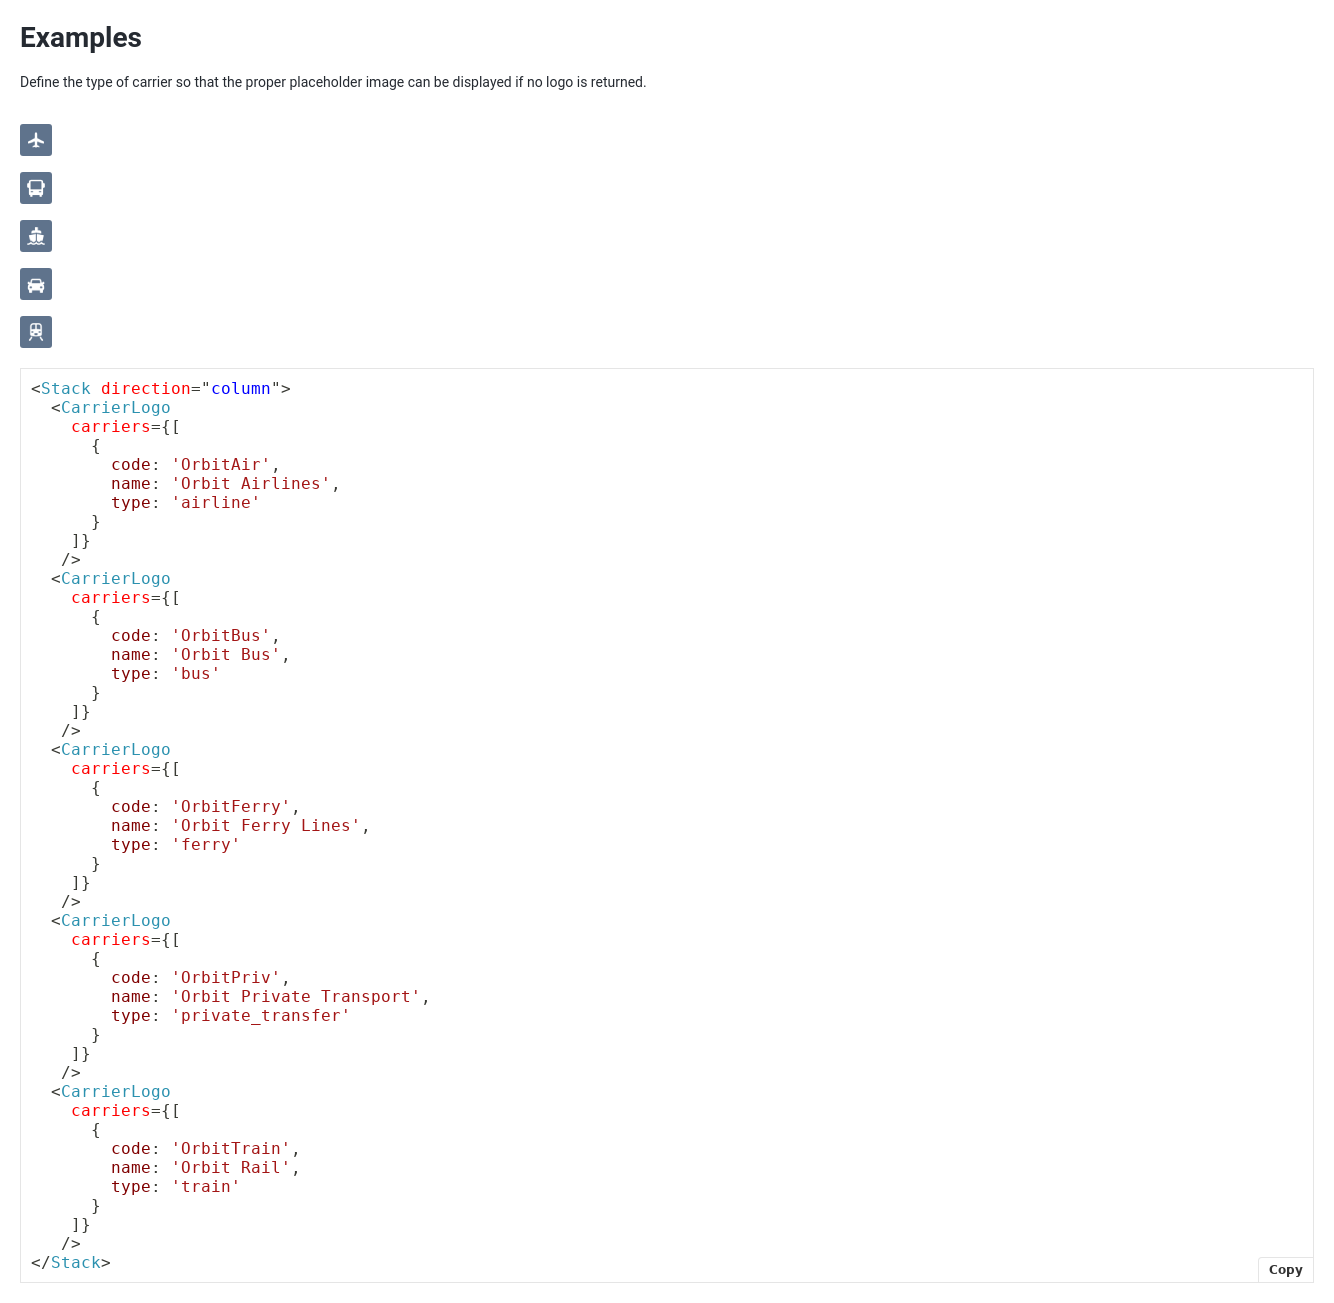 Examples
Define the type of carrier so that the proper placeholder image can be displayed if no logo is returned.
<Stack direction="column">
  <CarrierLogo
    carriers={[
      {
        code: 'OrbitAir',
        name: 'Orbit Airlines',
        type: 'airline'
      }
    ]}
   />
  <CarrierLogo
    carriers={[
      {
        code: 'OrbitBus',
        name: 'Orbit Bus',
        type: 'bus'
      }
    ]}
   />
  <CarrierLogo
    carriers={[
      {
        code: 'OrbitFerry',
        name: 'Orbit Ferry Lines',
        type: 'ferry'
      }
    ]}
   />
  <CarrierLogo
    carriers={[
      {
        code: 'OrbitPriv',
        name: 'Orbit Private Transport',
        type: 'private_transfer'
      }
    ]}
   />
  <CarrierLogo
    carriers={[
      {
        code: 'OrbitTrain',
        name: 'Orbit Rail',
        type: 'train'
      }
    ]}
   />
</Stack>
Copy